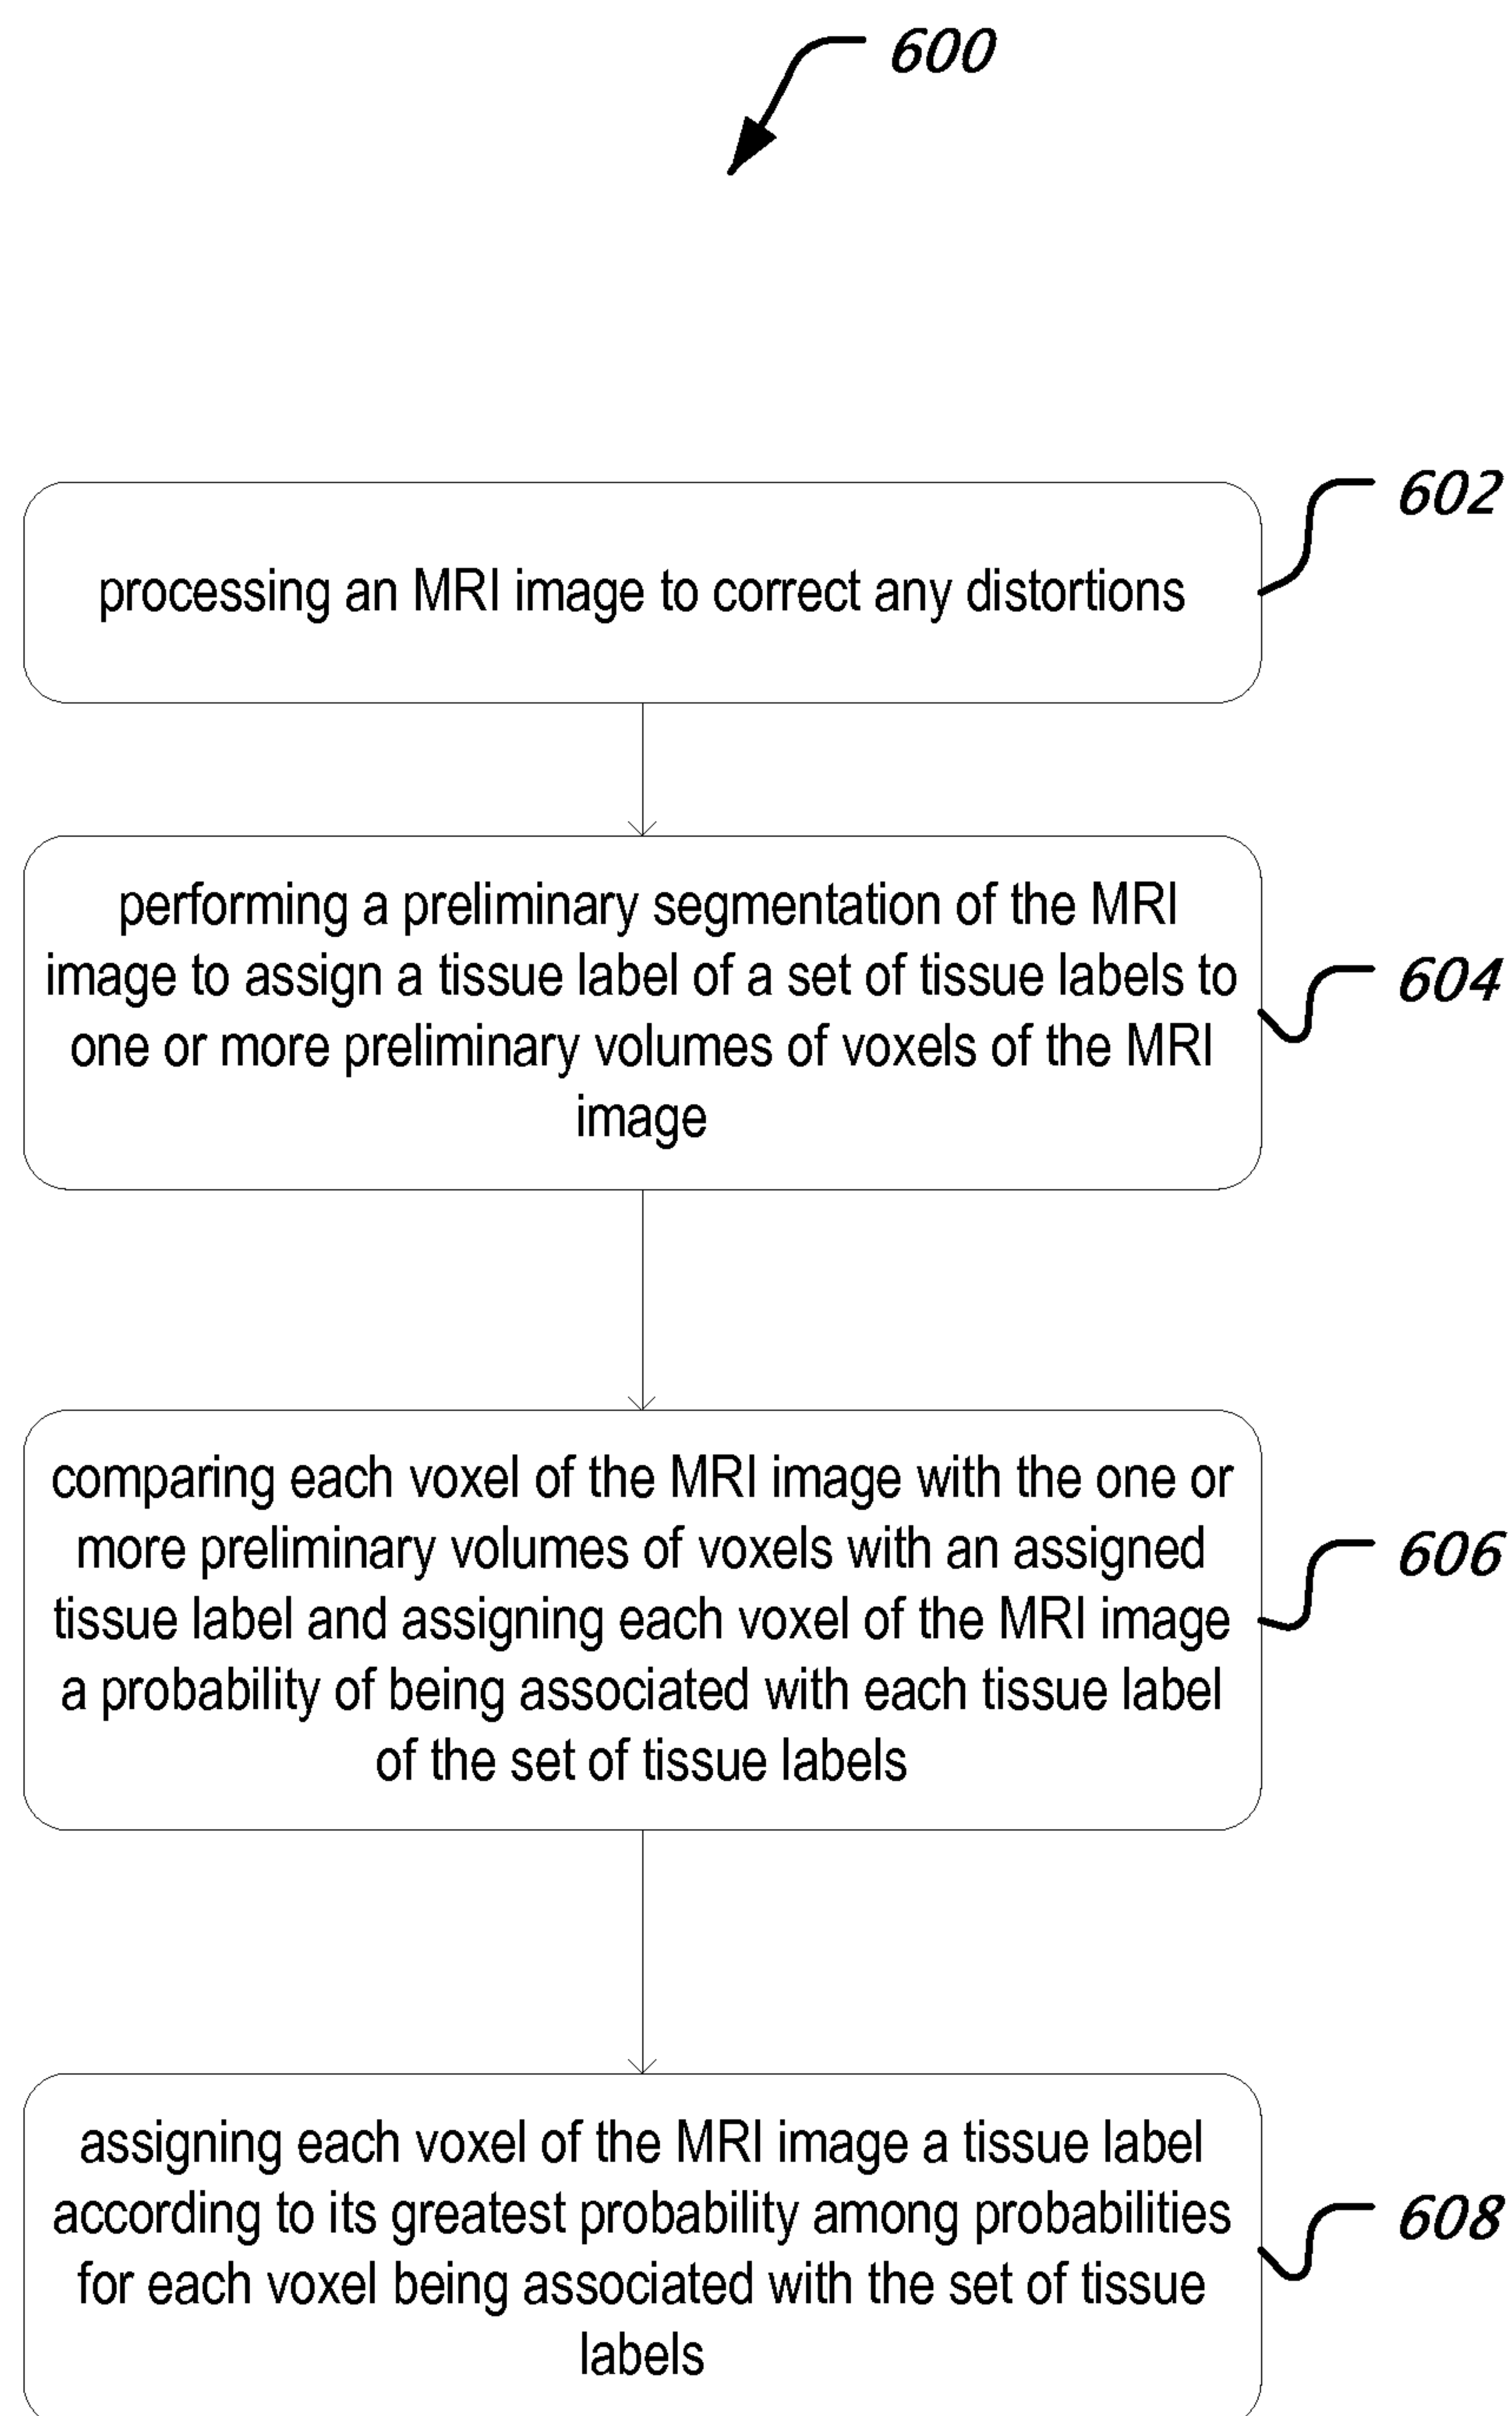 600
602
processing an MRI image to correct any distortions
performing a preliminary segmentation of the MRI
image to assign a tissue label of a set of tissue labels to
one or more preliminary volumes of voxels of the MRI
image
604
comparing each voxel of the MRI image with the one or
more preliminary volumes of voxels with an assigned
tissue label and assigning each voxel of the MRI image
a probability of being associated with each tissue label
of the set of tissue labels
606
assigning each voxel of the MRI image a tissue label
according to its greatest probability among probabilities
for each voxel being associated with the set of tissue
labels
608